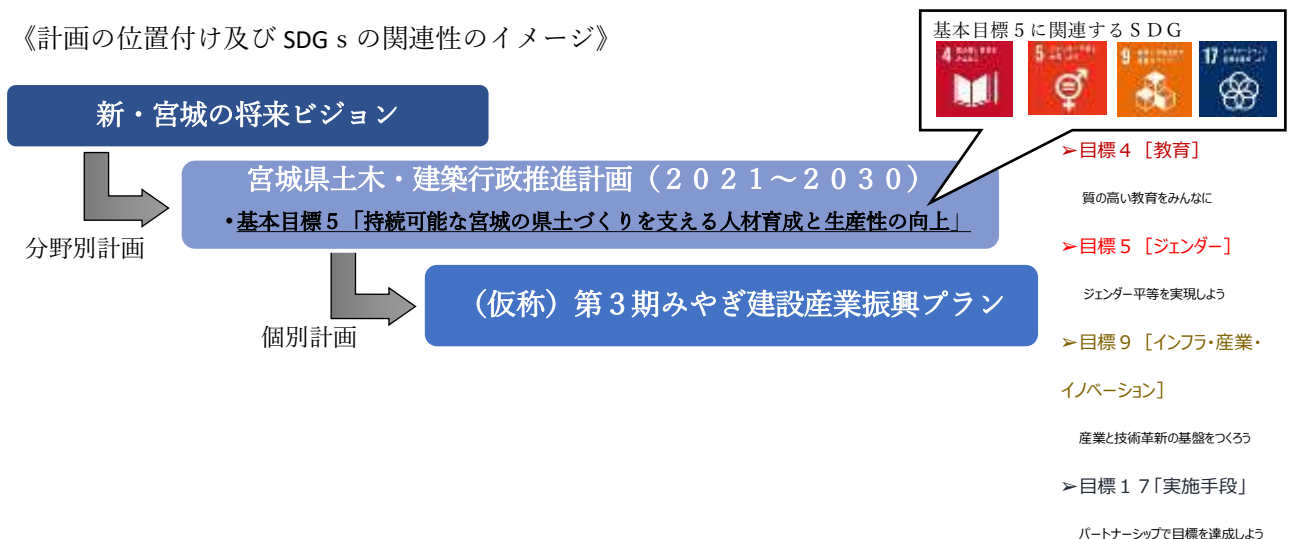 《計画の位置付け及び SDGｓの関連性のイメージ》
基本目標５に関連するＳＤＧ
4
5
9
17
新・宮城の将来ビジョン
宮城県土木・建築行政推進計画（２０２１～２０３０）
・基本目標５「持続可能な宮城の県土づくりを支える人材育成と生産性の向上」
分野別計画
（仮称）第３期みやぎ建設産業振興プラン
個別計画
➢目標４［教育］
質の高い教育をみんなに
➢目標５［ジェンダー］
ジェンダー平等を実現しよう
➢目標９［インフラ・産業・
イノベーション］
産業と技術革新の基盤をつくろう
➢目標１７「実施手段」
パートナーシップで目標を達成しよう